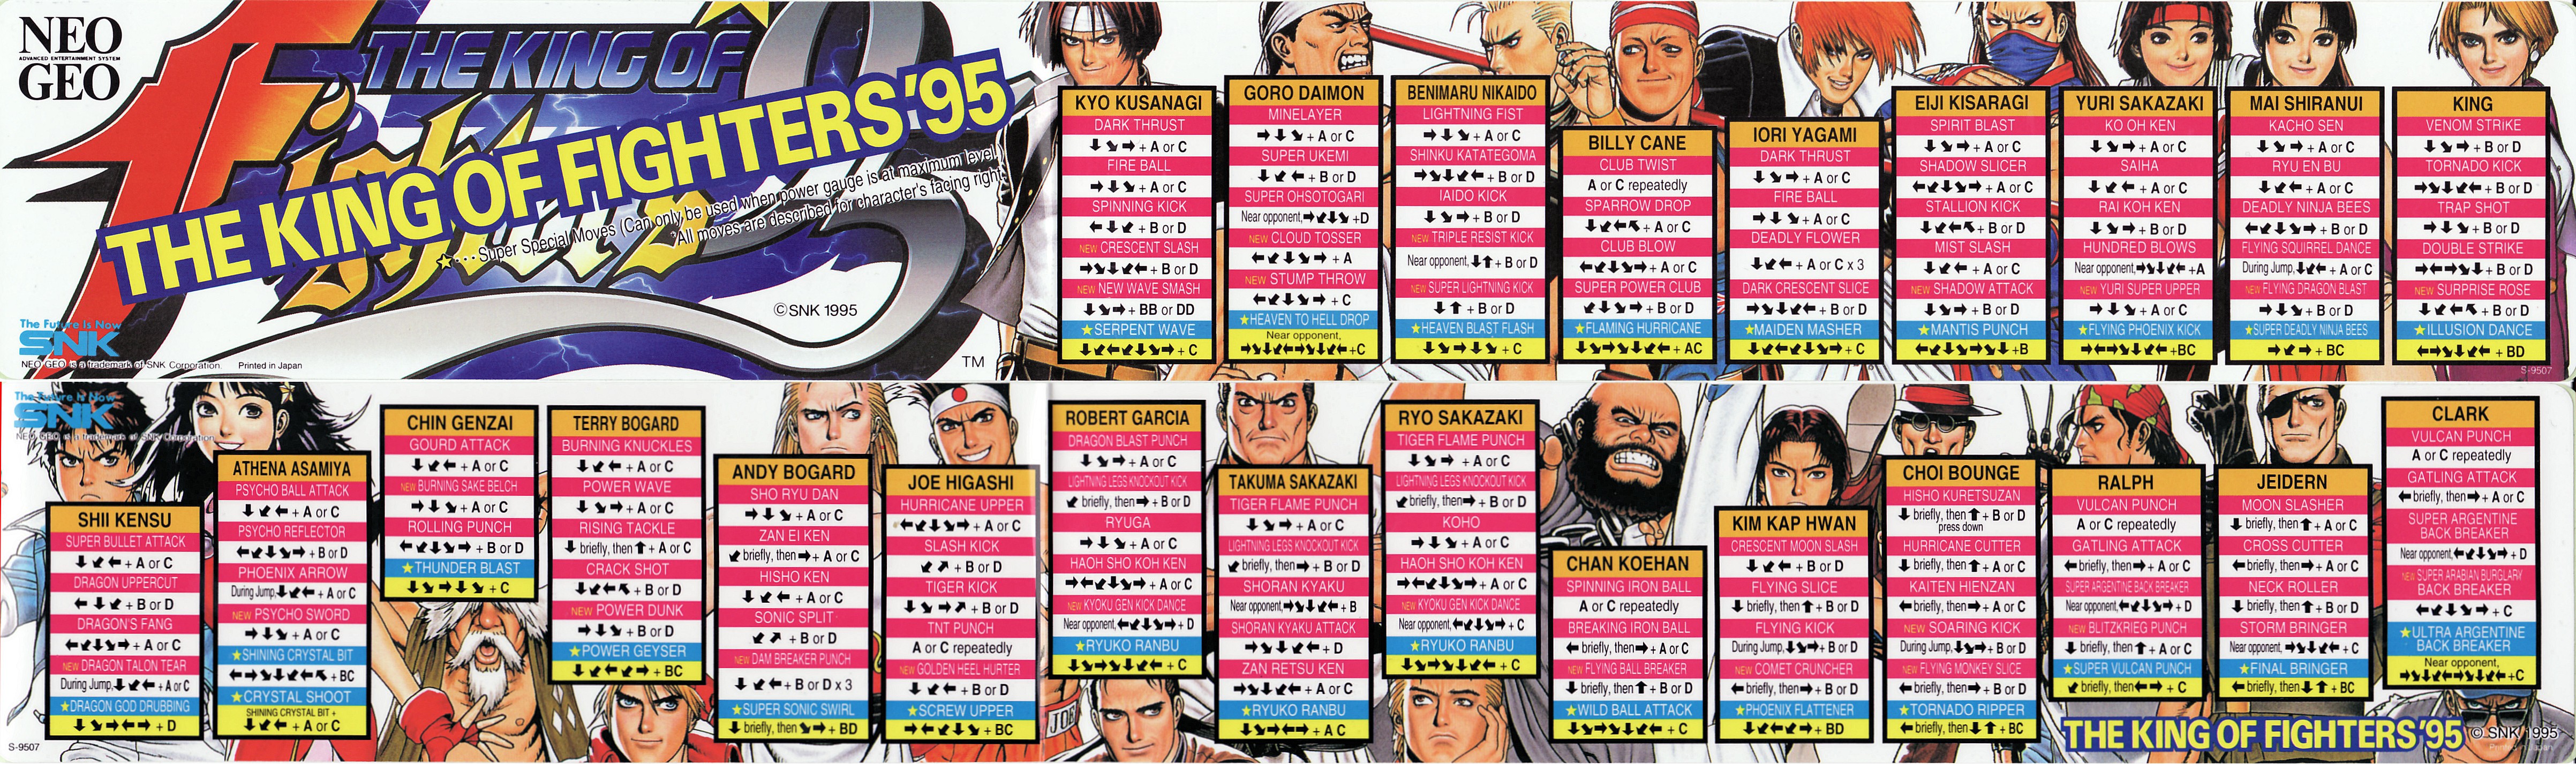 NEO
ADVANCED ENTERTAINMENT SYSTEM
GEO
THE KING OF
THE KING OF FIGHTERS '95
★・・・Super Special Moves (Can only be used when power gauge is at maximum level.)
*All moves are described for character's facing right.
©SNK 1995
TM
The Future Is Now
SNK
NEO GEO is a trademark of SNK Corporation. Printed in Japan
KYO KUSANAGI
DARK THRUST
⬇⬊➡+A or C
FIRE BALL
➡⬇⬊+A or C
SPINNING KICK
⬅⬇⬋+B or D
NEW CRESCENT SLASH
➡⬊⬇⬋⬅+B or D
NEW NEW WAVE SMASH
⬇⬊➡+BB or DD
★SERPENT WAVE
⬇⬋⬅⬋⬇⬊➡+C
GORO DAIMON
MINELAYER
➡⬇⬊+A or C
SUPER UKEMI
⬇⬋⬅+B or D
SUPER OHSOTOGARI
Near opponent,➡⬋⬇⬊+D
NEW CLOUD TOSSER
⬅⬋⬇⬊➡+A
NEW STUMP THROW
⬅⬋⬇⬊➡+C
★HEAVEN TO HELL DROP
Near opponent,
➡⬊⬇⬋⬅➡⬊⬇⬋⬅+C
BENIMARU NIKAIDO
LIGHTNING FIST
➡⬇⬊+A or C
SHINKU KATATEGOMA
➡⬊⬇⬋⬅+B or D
IAIDO KICK
⬇⬊➡+B or D
NEW TRIPLE RESIST KICK
Near opponent,⬇⬆+B or D
NEW SUPER LIGHTNING KICK
⬇⬆+B or D
★HEAVEN BLAST FLASH
⬇⬊➡⬇⬊➡+C
BILLY CANE
CLUB TWIST
A or C repeatedly
SPARROW DROP
⬇⬋⬅⬉+A or C
CLUB BLOW
⬅⬋⬇⬊➡+A or C
SUPER POWER CLUB
⬋⬇⬊➡+B or D
★FLAMING HURRICANE
⬇⬊➡⬊⬇⬋⬅+AC
IORI YAGAMI
DARK THRUST
⬇⬊➡+A or C
FIRE BALL
➡⬇⬊+A or C
DEADLY FLOWER
⬇⬋⬅+A or C x 3
DARK CRESCENT SLICE
➡⬊⬇⬋⬅+B or D
★MAIDEN MASHER
⬇⬋⬅⬋⬇⬊➡+C
EIJI KISARAGI
SPIRIT BLAST
⬇⬊➡+A or C
SHADOW SLICER
⬅⬋⬇⬊➡+A or C
STALLION KICK
⬇⬋⬅⬉+B or D
MIST SLASH
⬇⬋⬅+A or C
NEW SHADOW ATTACK
⬇⬊➡+B or D
★MANTIS PUNCH
⬅⬋⬇⬊➡⬊➡+B
YURI SAKAZAKI
KO OH KEN
⬇⬊➡+A or C
SAIHA
⬇⬋⬅+A or C
RAI KOH KEN
⬇⬊➡+B or D
HUNDRED BLOWS
Near opponent,➡⬊⬇⬋⬅+A
NEW YURI SUPER UPPER
➡⬇⬊+A or C
★FLYING PHOENIX KICK
➡⬅➡⬊⬇⬋⬅+BC
MAI SHIRANUI
KACHO SEN
⬇⬊➡+A or C
RYU EN BU
⬇⬋⬅+A or C
DEADLY NINJA BEES
⬅⬋⬇⬊➡+B or D
FLYING SQUIRREL DANCE
During Jump,⬇⬋⬅+A or C
NEW FLYING DRAGON BLAST
➡⬇⬊+B or D
★SUPER DEADLY NINJA BEES
➡⬋➡+BC
KING
VENOM STRIKE
⬇⬊➡+B or D
TORNADO KICK
➡⬊⬇⬋⬅+B or D
TRAP SHOT
➡⬇⬊+B or D
DOUBLE STRIKE
➡⬅➡⬊⬇+B or D
NEW SURPRISE ROSE
⬇⬋⬅⬉+B or D
★ILLUSION DANCE
⬅➡⬊⬇⬋⬅+BD
S-9507
The Future Is Now
SNK
NEO GEO is a trademark of SNK Corporation
SHII KENSU
SUPER BULLET ATTACK
⬇⬋⬅+A or C
DRAGON UPPERCUT
⬅⬇⬋+B or D
DRAGON'S FANG
⬅⬋⬇⬊➡+A or C
NEW DRAGON TALON TEAR
During Jump,⬇⬋⬅+A or C
★DRAGON GOD DRUBBING
⬇⬊➡⬅➡+D
S-9507
ATHENA ASAMIYA
PSYCHO BALL ATTACK
⬇⬋⬅+A or C
PSYCHO REFLECTOR
⬅⬋⬇⬊➡+B or D
PHOENIX ARROW
During Jump,⬇⬋⬅+A or C
NEW PSYCHO SWORD
➡⬇⬊+A or C
★SHINING CRYSTAL BIT
⬅➡⬊⬇⬋⬅⬉+BC
★CRYSTAL SHOOT
SHINING CRYSTAL BIT+
⬇⬋⬅+A or C
CHIN GENZAI
GOURD ATTACK
⬇⬋⬅+A or C
NEW BURNING SAKE BELCH
➡⬇⬊+A or C
ROLLING PUNCH
⬅⬋⬇⬊➡+B or D
★THUNDER BLAST
⬇⬊➡⬇⬊➡+C
TERRY BOGARD
BURNING KNUCKLES
⬇⬋⬅+A or C
POWER WAVE
⬇⬊➡+A or C
RISING TACKLE
⬇briefly, then⬆+A or C
CRACK SHOT
⬇⬋⬅⬉+B or D
NEW POWER DUNK
➡⬇⬊+B or D
★POWER GEYSER
⬇⬋⬅⬋➡+BC
ANDY BOGARD
SHO RYU DAN
➡⬇⬊+A or C
ZAN EI KEN
⬋briefly, then➡+A or C
HISHO KEN
⬇⬋⬅+A or C
SONIC SPLIT
⬋⬈+B or D
NEW DAM BREAKER PUNCH
⬇⬋⬅+B or D x 3
★SUPER SONIC SWIRL
⬇briefly, then⬊➡+BD
JOE HIGASHI
HURRICANE UPPER
⬅⬋⬇⬊➡+A or C
SLASH KICK
⬋⬈+B or D
TIGER KICK
⬇⬊➡⬈+B or D
TNT PUNCH
A or C repeatedly
NEW GOLDEN HEEL HURTER
⬇⬋⬅+B or D
★SCREW UPPER
➡⬅⬋⬇⬊➡+BC
ROBERT GARCIA
DRAGON BLAST PUNCH
⬇⬊➡+A or C
LIGHTNING LEGS KNOCKOUT KICK
⬋briefly, then➡+B or D
RYUGA
➡⬇⬊+A or C
HAOH SHO KOH KEN
➡⬅⬋⬇⬊➡+A or C
NEW KYOKU GEN KICK DANCE
Near opponent,⬅⬋⬇⬊➡+D
★RYUKO RANBU
⬇⬊➡⬊⬇⬋⬅+C
TAKUMA SAKAZAKI
TIGER FLAME PUNCH
⬇⬊➡+A or C
LIGHTNING LEGS KNOCKOUT KICK
⬋briefly, then➡+B or D
SHORAN KYAKU
Near opponent,➡⬊⬇⬋⬅+B
SHORAN KYAKU ATTACK
➡⬊⬇⬋⬅+D
ZAN RETSU KEN
➡⬊⬇⬋⬅+A or C
★RYUKO RANBU
⬇⬊➡⬊⬇⬋⬅+A C
RYO SAKAZAKI
TIGER FLAME PUNCH
⬇⬊➡+A or C
LIGHTNING LEGS KNOCKOUT KICK
⬋briefly, then➡+B or D
KOHO
➡⬇⬊+A or C
HAOH SHO KOH KEN
➡⬅⬋⬇⬊➡+A or C
NEW KYOKU GEN KICK DANCE
Near opponent,⬅⬋⬇⬊➡+C
★RYUKO RANBU
⬇⬊➡⬊⬇⬋⬅+C
CHAN KOEHAN
SPINNING IRON BALL
A or C repeatedly
BREAKING IRON BALL
⬅briefly, then➡+A or C
NEW FLYING BALL BREAKER
⬇briefly, then⬆+B or D
★WILD BALL ATTACK
⬇⬊➡⬊⬇⬋⬅+C
KIM KAP HWAN
CRESCENT MOON SLASH
⬇⬋⬅+B or D
FLYING SLICE
⬇briefly, then⬆+B or D
FLYING KICK
During Jump,⬇⬊➡+B or D
NEW COMET CRUNCHER
⬅briefly, then➡+B or D
★PHOENIX FLATTENER
⬇⬋⬅⬋➡+BD
CHOI BOUNGE
HISHO KURETSUZAN
⬇briefly, then⬆+B or D
press down
HURRICANE CUTTER
⬇briefly, then⬆+A or C
KAITEN HIENZAN
⬅briefly, then➡+A or C
NEW SOARING KICK
During Jump,⬇⬊➡+B or D
NEW FLYING MONKEY SLICE
⬅briefly, then➡+B or D
★TORNADO RIPPER
⬅briefly, then⬇⬆+BC
RALPH
VULCAN PUNCH
A or C repeatedly
GATLING ATTACK
⬅briefly, then➡+A or C
SUPER ARGENTINE BACK BREAKER
Near opponent,⬅⬋⬇⬊➡+D
NEW BLITZKRIEG PUNCH
⬇briefly, then⬆+A or C
★SUPER VULCAN PUNCH
⬋briefly, then⬅➡+C
JEIDERN
MOON SLASHER
⬇briefly, then⬆+A or C
CROSS CUTTER
⬅briefly, then➡+A or C
NECK ROLLER
⬇briefly, then⬆+B or D
STORM BRINGER
Near opponent,➡⬊⬇⬋⬅+C
★FINAL BRINGER
⬅briefly, then⬇⬆+BC
CLARK
VULCAN PUNCH
A or C repeatedly
GATLING ATTACK
⬅briefly, then➡+A or C
SUPER ARGENTINE
BACK BREAKER
Near opponent,⬅⬋⬇⬊➡+D
NEW SUPER ARABIAN BURGLARY
BACK BREAKER
⬅⬋⬇⬊➡+C
★ULTRA ARGENTINE
BACK BREAKER
Near opponent,
➡⬊⬇⬋⬅➡⬊⬇⬋⬅+C
THE KING OF FIGHTERS '95
©SNK 1995
Printed in Japan